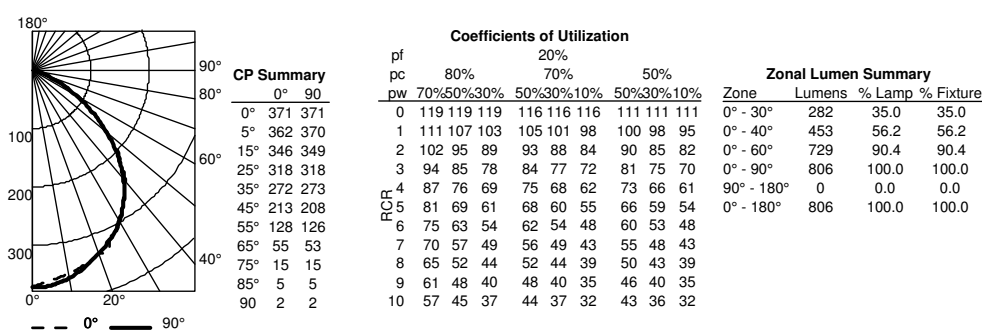 180°
90°
80°
60°
40°
100
200
300
0° 20°
0° 90°
CP Summary
0° 90
0° 371 371
5° 362 370
15° 346 349
25° 318 318
35° 272 273
45° 213 208
55° 128 126
65° 55 53
75° 15 15
85° 5 5
90 2 2
Coefficients of Utilization
pf 20%
pc 80% 70% 50%
pw 70%50%30% 50%30%10% 50%30%10%
RCR
0 119 119 119 116 116 116 111 111 111
1 111 107 103 105 101 98 100 98 95
2 102 95 89 93 88 84 90 85 82
3 94 85 78 84 77 72 81 75 70
4 87 76 69 75 68 62 73 66 61
5 81 69 61 68 60 55 66 59 54
6 75 63 54 62 54 48 60 53 48
7 70 57 49 56 49 43 55 48 43
8 65 52 44 52 44 39 50 43 39
9 61 48 40 48 40 35 46 40 35
10 57 45 37 44 37 32 43 36 32
Zonal Lumen Summary
Zone Lumens % Lamp % Fixture
0° - 30° 282 35.0 35.0
0° - 40° 453 56.2 56.2
0° - 60° 729 90.4 90.4
0° - 90° 806 100.0 100.0
90° - 180° 0 0.0 0.0
0° - 180° 806 100.0 100.0